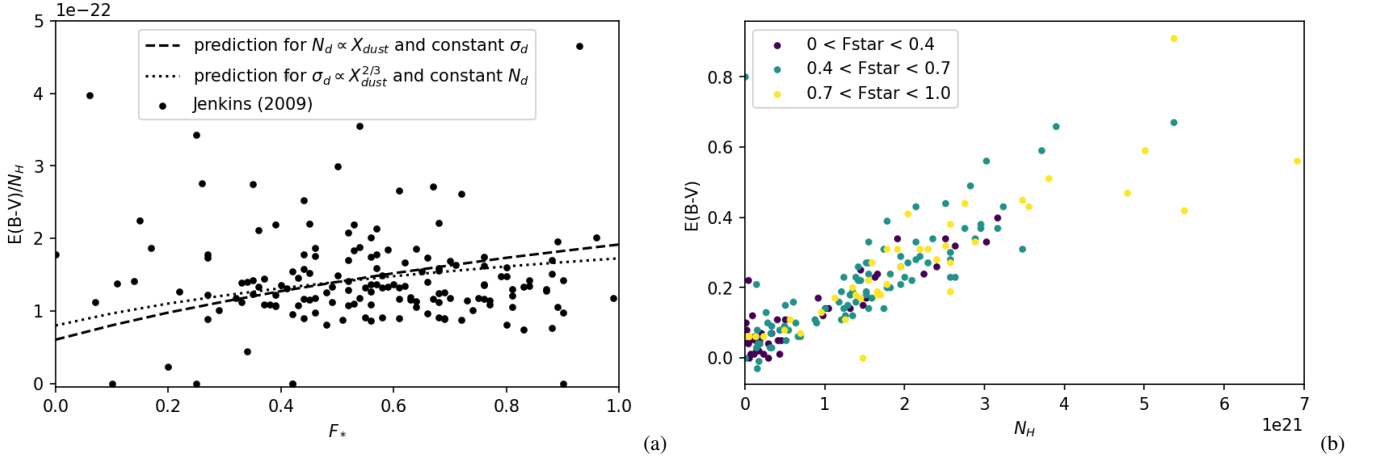 1e−22
5
4
3
2
1
0
E(B-V)/N_H
prediction for N_d ∝ X_dust and constant σ_d
prediction for σ_d ∝ X_dust^{2/3} and constant N_d
Jenkins (2009)
0.0 0.2 0.4 0.6 0.8 1.0
F_*
(a)
0.8
0.6
0.4
0.2
0.0
E(B-V)
0 < Fstar < 0.4
0.4 < Fstar < 0.7
0.7 < Fstar < 1.0
0 1 2 3 4 5 6 7
N_H
1e21
(b)